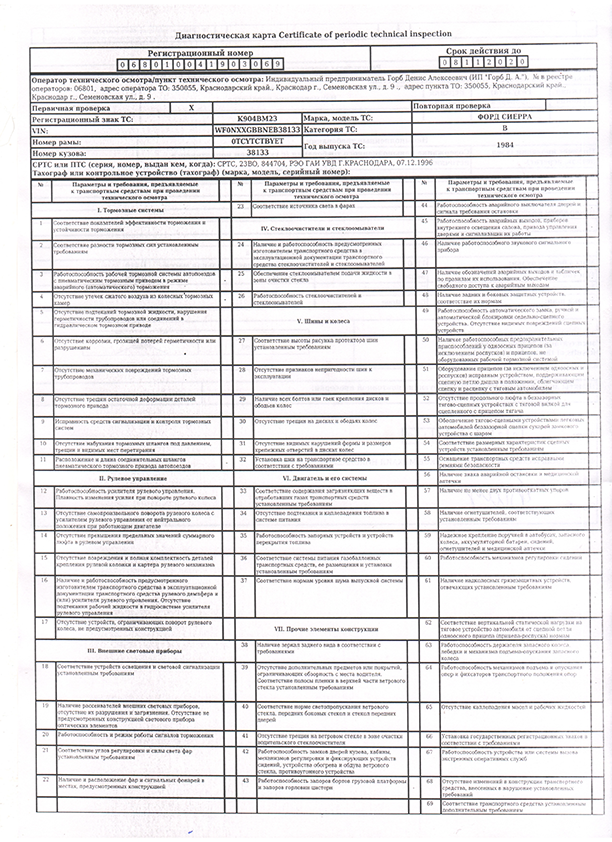 Диагностическая карта Certificate of periodic technical inspection
Регистрационный номер
Срок действия до
0 6 8 0 1 0 0 4 1 9 0 3 0 6 9
0 8 1 1 2 0 2 0
Оператор технического осмотра/пункт технического осмотра: Индивидуальный предприниматель Горб Денис Алексеевич (ИП "Горб Д. А."), № в реестре
операторов: 06801, адрес оператора ТО: 350055, Краснодарский край., Краснодар г., Семеновская ул., д. 9 ., адрес пункта ТО: 350055, Краснодарский край.,
Краснодар г., Семеновская ул., д. 9 .
Первичная проверка X Повторная проверка
Регистрационный знак ТС: К904ВМ23 Марка, модель ТС: ФОРД СИЕРРА
VIN: WF0NXXGBBNEB38133 Категория ТС: B
Номер рамы: 0TCYTCTBYET Год выпуска ТС: 1984
Номер кузова: 38133
СРТС или ПТС (серия, номер, выдан кем, когда): СРТС, 23ВО, 844704, РЭО ГАИ УВД Г.КРАСНОДАРА, 07.12.1996
Тахограф или контрольное устройство (тахограф) (марка, модель, серийный номер):
№ Параметры и требования, предъявляемые
к транспортным средствам при проведении
технического осмотра
I. Тормозные системы
1 Соответствие показателей эффективности торможения и
устойчивости торможения
2 Соответствие разности тормозных сил установленным
требованиям
3 Работоспособность рабочей тормозной системы автопоездов
с пневматическим тормозным приводом в режиме
аварийного (автоматического) торможения
4 Отсутствие утечек сжатого воздуха из колесных тормозных
камер
5 Отсутствие подтеканий тормозной жидкости, нарушения
герметичности трубопроводов или соединений в
гидравлическом тормозном приводе
6 Отсутствие коррозии, грозящей потерей герметичности или
разрушением
7 Отсутствие механических повреждений тормозных
трубопроводов
8 Отсутствие трещин остаточной деформации деталей
тормозного привода
9 Исправность средств сигнализации и контроля тормозных
систем
10 Отсутствие набухания тормозных шлангов под давлением,
трещин и видимых мест перетирания
11 Расположение и длина соединительных шлангов
пневматического тормозного привода автопоездов
II. Рулевое управление
12 Работоспособность усилителя рулевого управления.
Плавность изменения усилия при повороте рулевого колеса
13 Отсутствие самопроизвольного поворота рулевого колеса с
усилителем рулевого управления от нейтрального
положения при работающем двигателе
14 Отсутствие превышения предельных значений суммарного
люфта в рулевом управлении
15 Отсутствие повреждения и полная комплектность деталей
крепления рулевой колонки и картера рулевого механизма
16 Наличие и работоспособность предусмотренного
изготовителем транспортного средства в эксплуатационной
документации транспортного средства рулевого демпфера и
(или) усилителя рулевого управления. Отсутствие
подтекания рабочей жидкости в гидросистеме усилителя
рулевого управления
17 Отсутствие устройств, ограничивающих поворот рулевого
колеса, не предусмотренных конструкцией
III. Внешние световые приборы
18 Соответствие устройств освещения и световой сигнализации
установленным требованиям
19 Отсутствие разрушения и загрязнения. Отсутствие не
предусмотренных конструкцией светового прибора
оптических элементов
20 Работоспособность и режим работы сигналов торможения
21 Соответствие углов регулировки и силы света фар
установленным требованиям
22 Наличие и расположение фар и сигнальных фонарей в
местах, предусмотренных конструкцией
№ Параметры и требования, предъявляемые
к транспортным средствам при проведении
технического осмотра
23 Соответствие источника света в фарах
IV. Стеклоочистители и стеклоомыватели
24 Наличие и работоспособность предусмотренных
изготовителем транспортного средства в
эксплуатационной документации транспортного
средства стеклоочистителей и стеклоомывателей
25 Обеспечение стеклоомывателем подачи жидкости в
зоны очистки стекла
26 Работоспособность стеклоочистителей и
стеклоомывателей
V. Шины и колеса
27 Соответствие высоты рисунка протектора шин
установленным требованиям
28 Отсутствие признаков непригодности шин к
эксплуатации
29 Наличие всех болтов или гаек крепления дисков и
ободьев колес
30 Отсутствие трещин на дисках и ободьях колес
31 Отсутствие видимых нарушений формы и размеров
крепежных отверстий в дисках колес
32 Установка шин на транспортное средство в
соответствии с требованиями
VI. Двигатель и его системы
33 Соответствие содержания загрязняющих веществ в
отработавших газах транспортных средств
установленным требованиям
34 Отсутствие подтекания и каплепадения топлива в
системе питания
35 Работоспособность запорных устройств и устройств
перекрытия топлива
36 Соответствие системы питания газобаллонных
транспортных средств, ее размещения и установки
установленным требованиям
37 Соответствие нормам уровня шума выпускной системы
VII. Прочие элементы конструкции
38 Наличие зеркал заднего вида в соответствии с
требованиями
39 Отсутствие дополнительных предметов или покрытий,
ограничивающих обзорность с места водителя.
Соответствие полосы пленки в верхней части ветрового
стекла установленным требованиям
40 Соответствие норме светопропускания ветрового
стекла, передних боковых стекол и стекол передних
дверей
41 Отсутствие трещин на ветровом стекле в зоне очистки
водительского стеклоочистителя
42 Работоспособность замков дверей кузова, кабины,
механизмов регулировки и фиксирующих устройств
сидений, устройства обогрева и обдува ветрового
стекла, противоугонного устройства
43 Работоспособность запоров бортов грузовой платформы
и запоров горловин цистерн
№ Параметры и требования, предъявляемые
к транспортным средствам при проведении
технического осмотра
44 Работоспособность аварийного выключателя дверей и
сигнала требования остановки
45 Работоспособность аварийных выходов, приборов
внутреннего освещения салона, привода управления
дверями и сигнализации их работы
46 Наличие работоспособного звукового сигнального
прибора
47 Наличие обозначений аварийных выходов и табличек
по правилам их использования. Обеспечение
свободного доступа к аварийным выходам
48 Наличие задних и боковых защитных устройств,
соответствие их нормам
49 Работоспособность автоматического замка, ручной и
автоматической блокировки седельно-сцепного
устройства. Отсутствие видимых повреждений сцепных
устройств
50 Наличие работоспособных предохранительных
приспособлений у одноосных прицепов (за
исключением роспусков) и прицепов, не
оборудованных рабочей тормозной системой
51 Оборудование прицепов (за исключением одноосных и
роспусков) исправным устройством, поддерживающим
сцепную петлю дышла в положении, облегчающем
сцепку и расцепку с тяговым автомобилем
52 Отсутствие продольного люфта в беззазорных
тягово-сцепных устройствах с тяговой вилкой для
сцепленного с прицепом тягача
53 Обеспечение тягово-сцепными устройствами легковых
автомобилей беззазорной сцепки сухарей замкового
устройства с шаром
54 Соответствие размерных характеристик сцепных
устройств установленным требованиям
55 Оснащение транспортных средств исправными
ремнями безопасности
56 Наличие знака аварийной остановки и медицинской
аптечки
57 Наличие не менее двух противооткатных упоров
58 Наличие огнетушителей, соответствующих
установленным требованиям
59 Надежное крепление поручней в автобусах, запасного
колеса, аккумуляторной батареи, сидений,
огнетушителей и медицинской аптечки
60 Работоспособность механизмов регулировки сидений
61 Наличие надколесных грязезащитных устройств,
отвечающих установленным требованиям
62 Соответствие вертикальной статической нагрузки на
тяговое устройство автомобиля от сцепной петли
одноосного прицепа (прицепа-роспуска) нормам
63 Работоспособность держателя запасного колеса,
лебедки и механизма подъема-опускания запасного
колеса
64 Работоспособность механизмов подъема и опускания
опор и фиксаторов транспортного положения опор
65 Отсутствие каплепадения масел и рабочих жидкостей
66 Установка государственных регистрационных знаков в
соответствии с требованиями
67 Работоспособность устройства или системы вызова
экстренных оперативных служб
68 Отсутствие изменений в конструкции транспортного
средства, внесенных в нарушение установленных
требований
69 Соответствие транспортного средства установленным
дополнительным требованиям